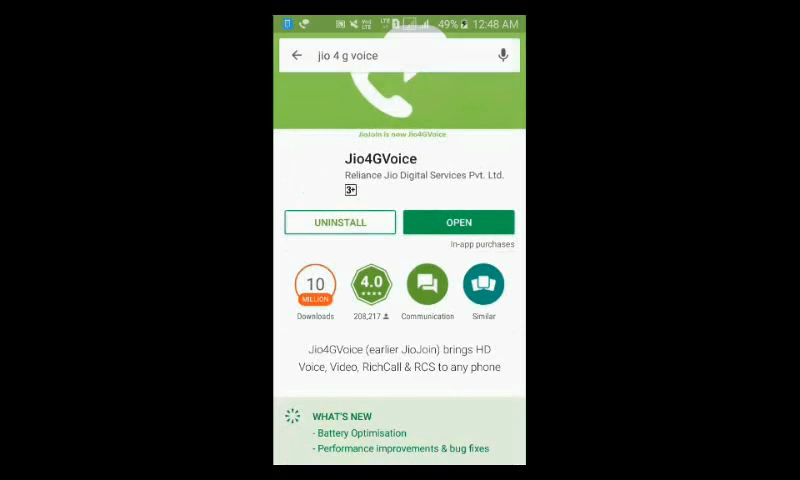 49% 12:48 AM
jio 4 g voice
JioJoin is now Jio4GVoice
Jio4GVoice
Reliance Jio Digital Services Pvt. Ltd.
3+
UNINSTALL OPEN
In-app purchases
10 4.0
MILLION
Downloads 208,217 Communication Similar
Jio4GVoice (earlier JioJoin) brings HD
Voice, Video, RichCall & RCS to any phone
WHAT'S NEW
- Battery Optimisation
- Performance improvements & bug fixes